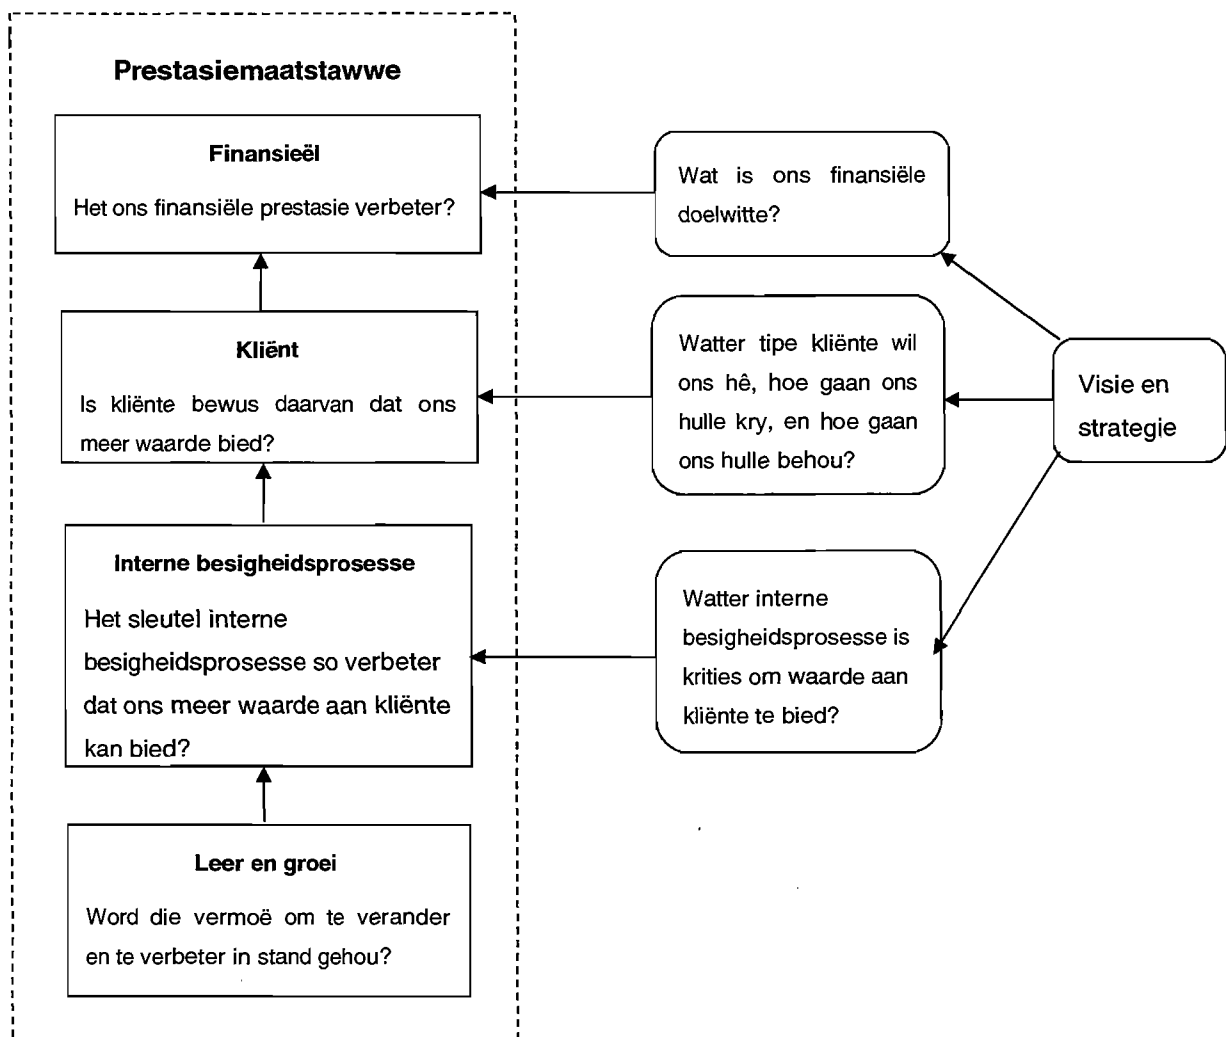 Prestasiemaatstawwe
Finansieël
Het ons finansiële prestasie verbeter?
Kliënt
Is kliënte bewus daarvan dat ons
meer waarde bied?
Interne besigheidsprosesse
Het sleutel interne
besigheidsprosesse so verbeter
dat ons meer waarde aan kliënte
kan bied?
Leer en groei
Word die vermoë om te verander
en te verbeter in stand gehou?
Wat is ons finansiële
doelwitte?
Watter tipe kliënte wil
ons hê, hoe gaan ons
hulle kry, en hoe gaan
ons hulle behou?
Watter interne
besigheidsprosesse is
krities om waarde aan
kliënte te bied?
Visie en
strategie